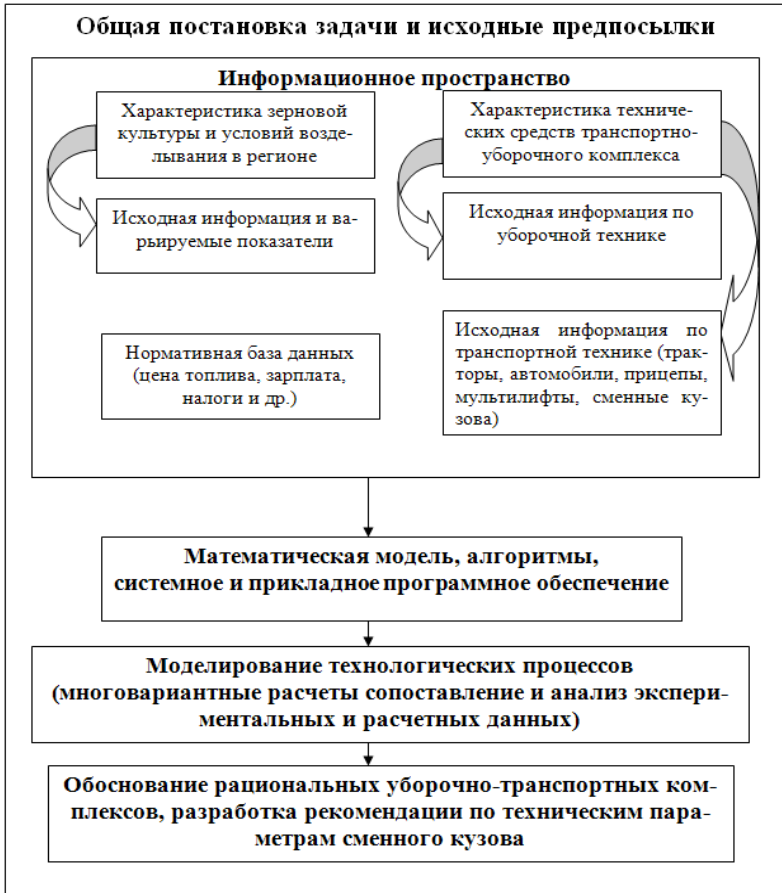 Общая постановка задачи и исходные предпосылки
Информационное пространство
Характеристика зерновой
культуры и условий возде-
лывания в регионе
Характеристика техниче-
ских средств транспортно-
уборочного комплекса
Исходная информация и ва-
рьируемые показатели
Исходная информация по
уборочной технике
Нормативная база данных
(цена топлива, зарплата,
налоги и др.)
Исходная информация по
транспортной технике (трак-
торы, автомобили, прицепы,
мультилифты, сменные ку-
зова)
Математическая модель, алгоритмы,
системное и прикладное программное обеспечение
Моделирование технологических процессов
(многовариантные расчеты сопоставление и анализ экспери-
ментальных и расчетных данных)
Обоснование рациональных уборочно-транспортных ком-
плексов, разработка рекомендации по техническим пара-
метрам сменного кузова